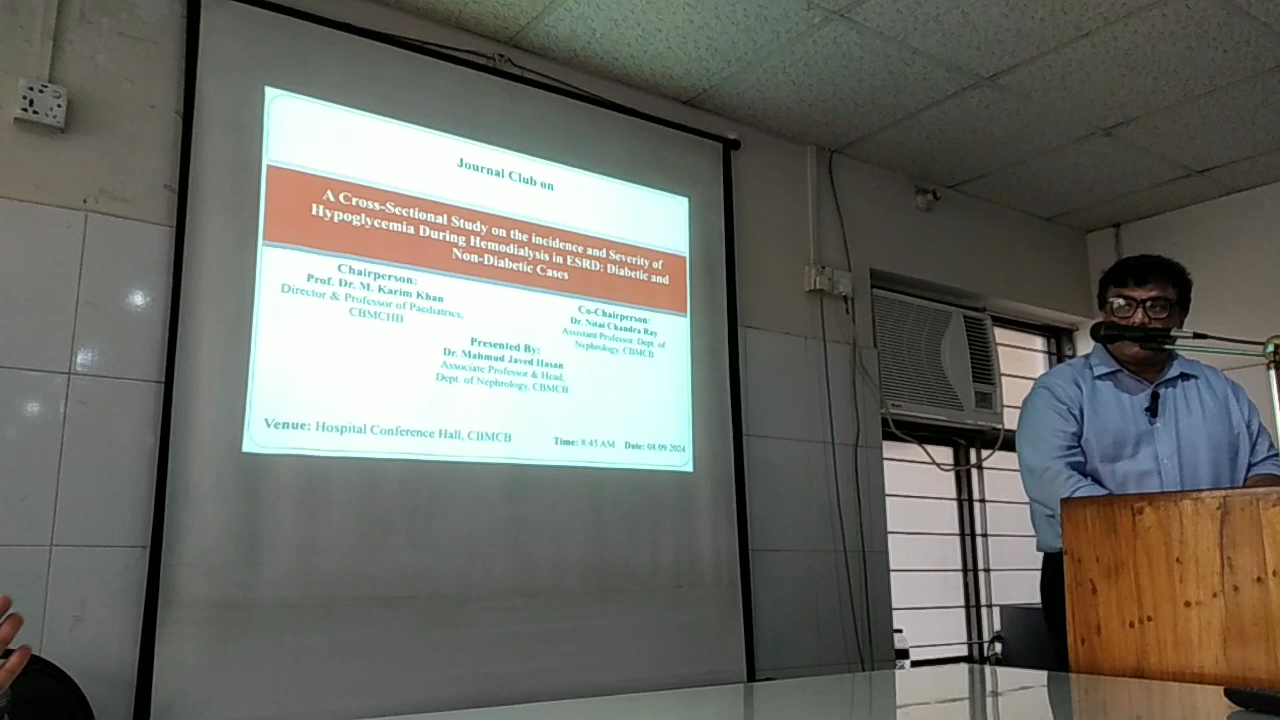 Journal Club on
A Cross-Sectional Study on the incidence and Severity of
Hypoglycemia During Hemodialysis in ESRD: Diabetic and
Non-Diabetic Cases
Chairperson:
Prof. Dr. M. Karim Khan
Director & Professor of Paediatrics,
CBMCHB
Co-Chairperson:
Dr. Nitai Chandra Ray
Assistant Professor, Dept. of
Nephrology, CBMCB
Presented By:
Dr. Mahmud Javed Hasan
Associate Professor & Head,
Dept. of Nephrology, CBMCB
Venue: Hospital Conference Hall, CBMCB
Time: 8:45 AM Date: 08.09.2024